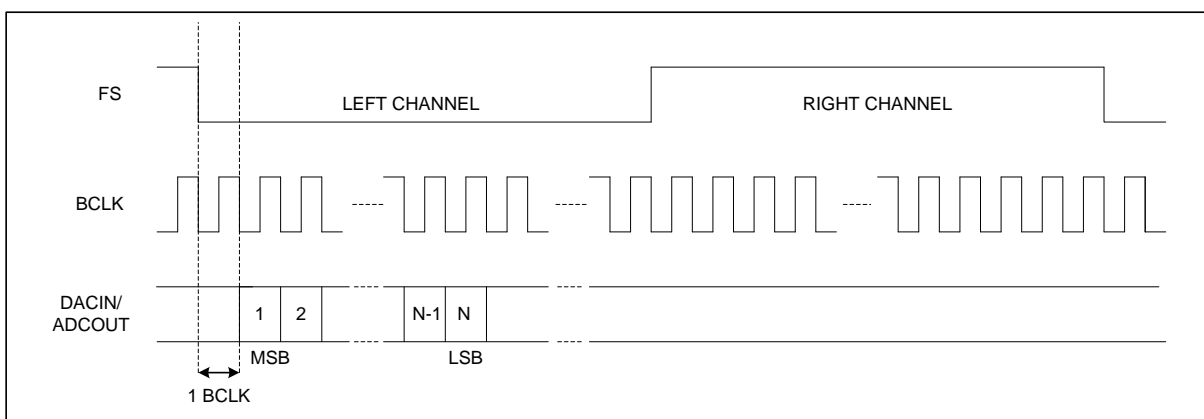 FS
LEFT CHANNEL
RIGHT CHANNEL
BCLK
DACIN/
ADCOUT
1
2
N-1
N
MSB
LSB
1 BCLK